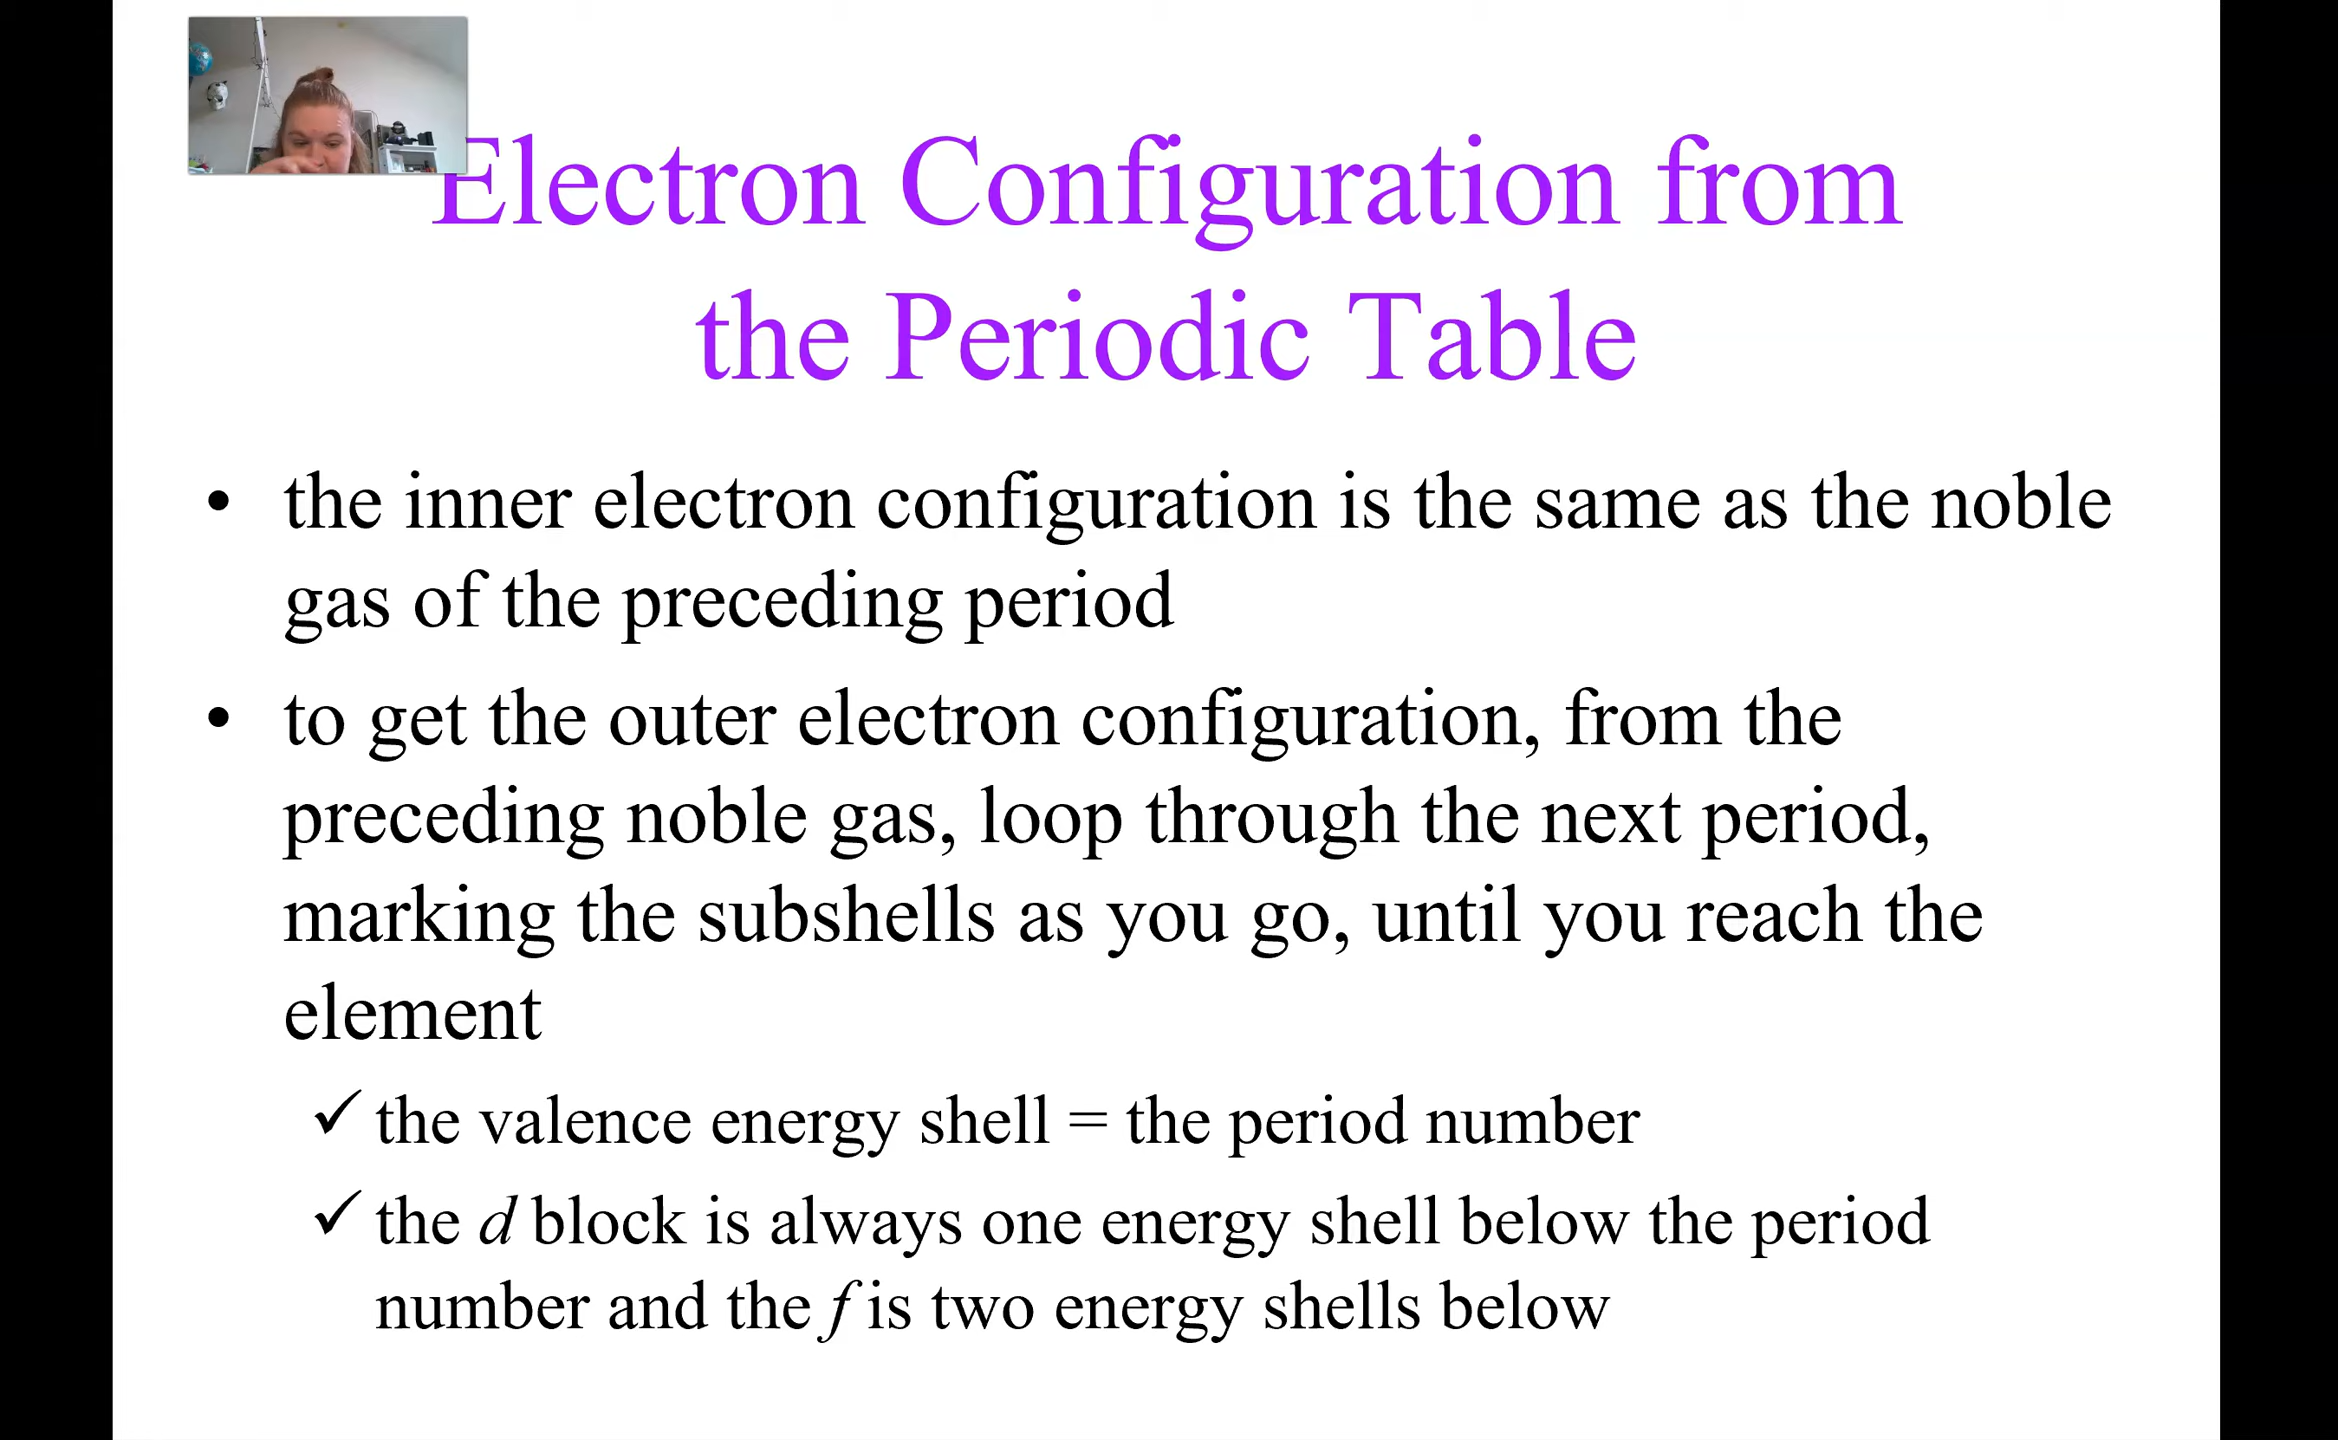 Electron Configuration from
the Periodic Table
• the inner electron configuration is the same as the noble
gas of the preceding period
• to get the outer electron configuration, from the
preceding noble gas, loop through the next period,
marking the subshells as you go, until you reach the
element
✓ the valence energy shell = the period number
✓ the d block is always one energy shell below the period
number and the f is two energy shells below